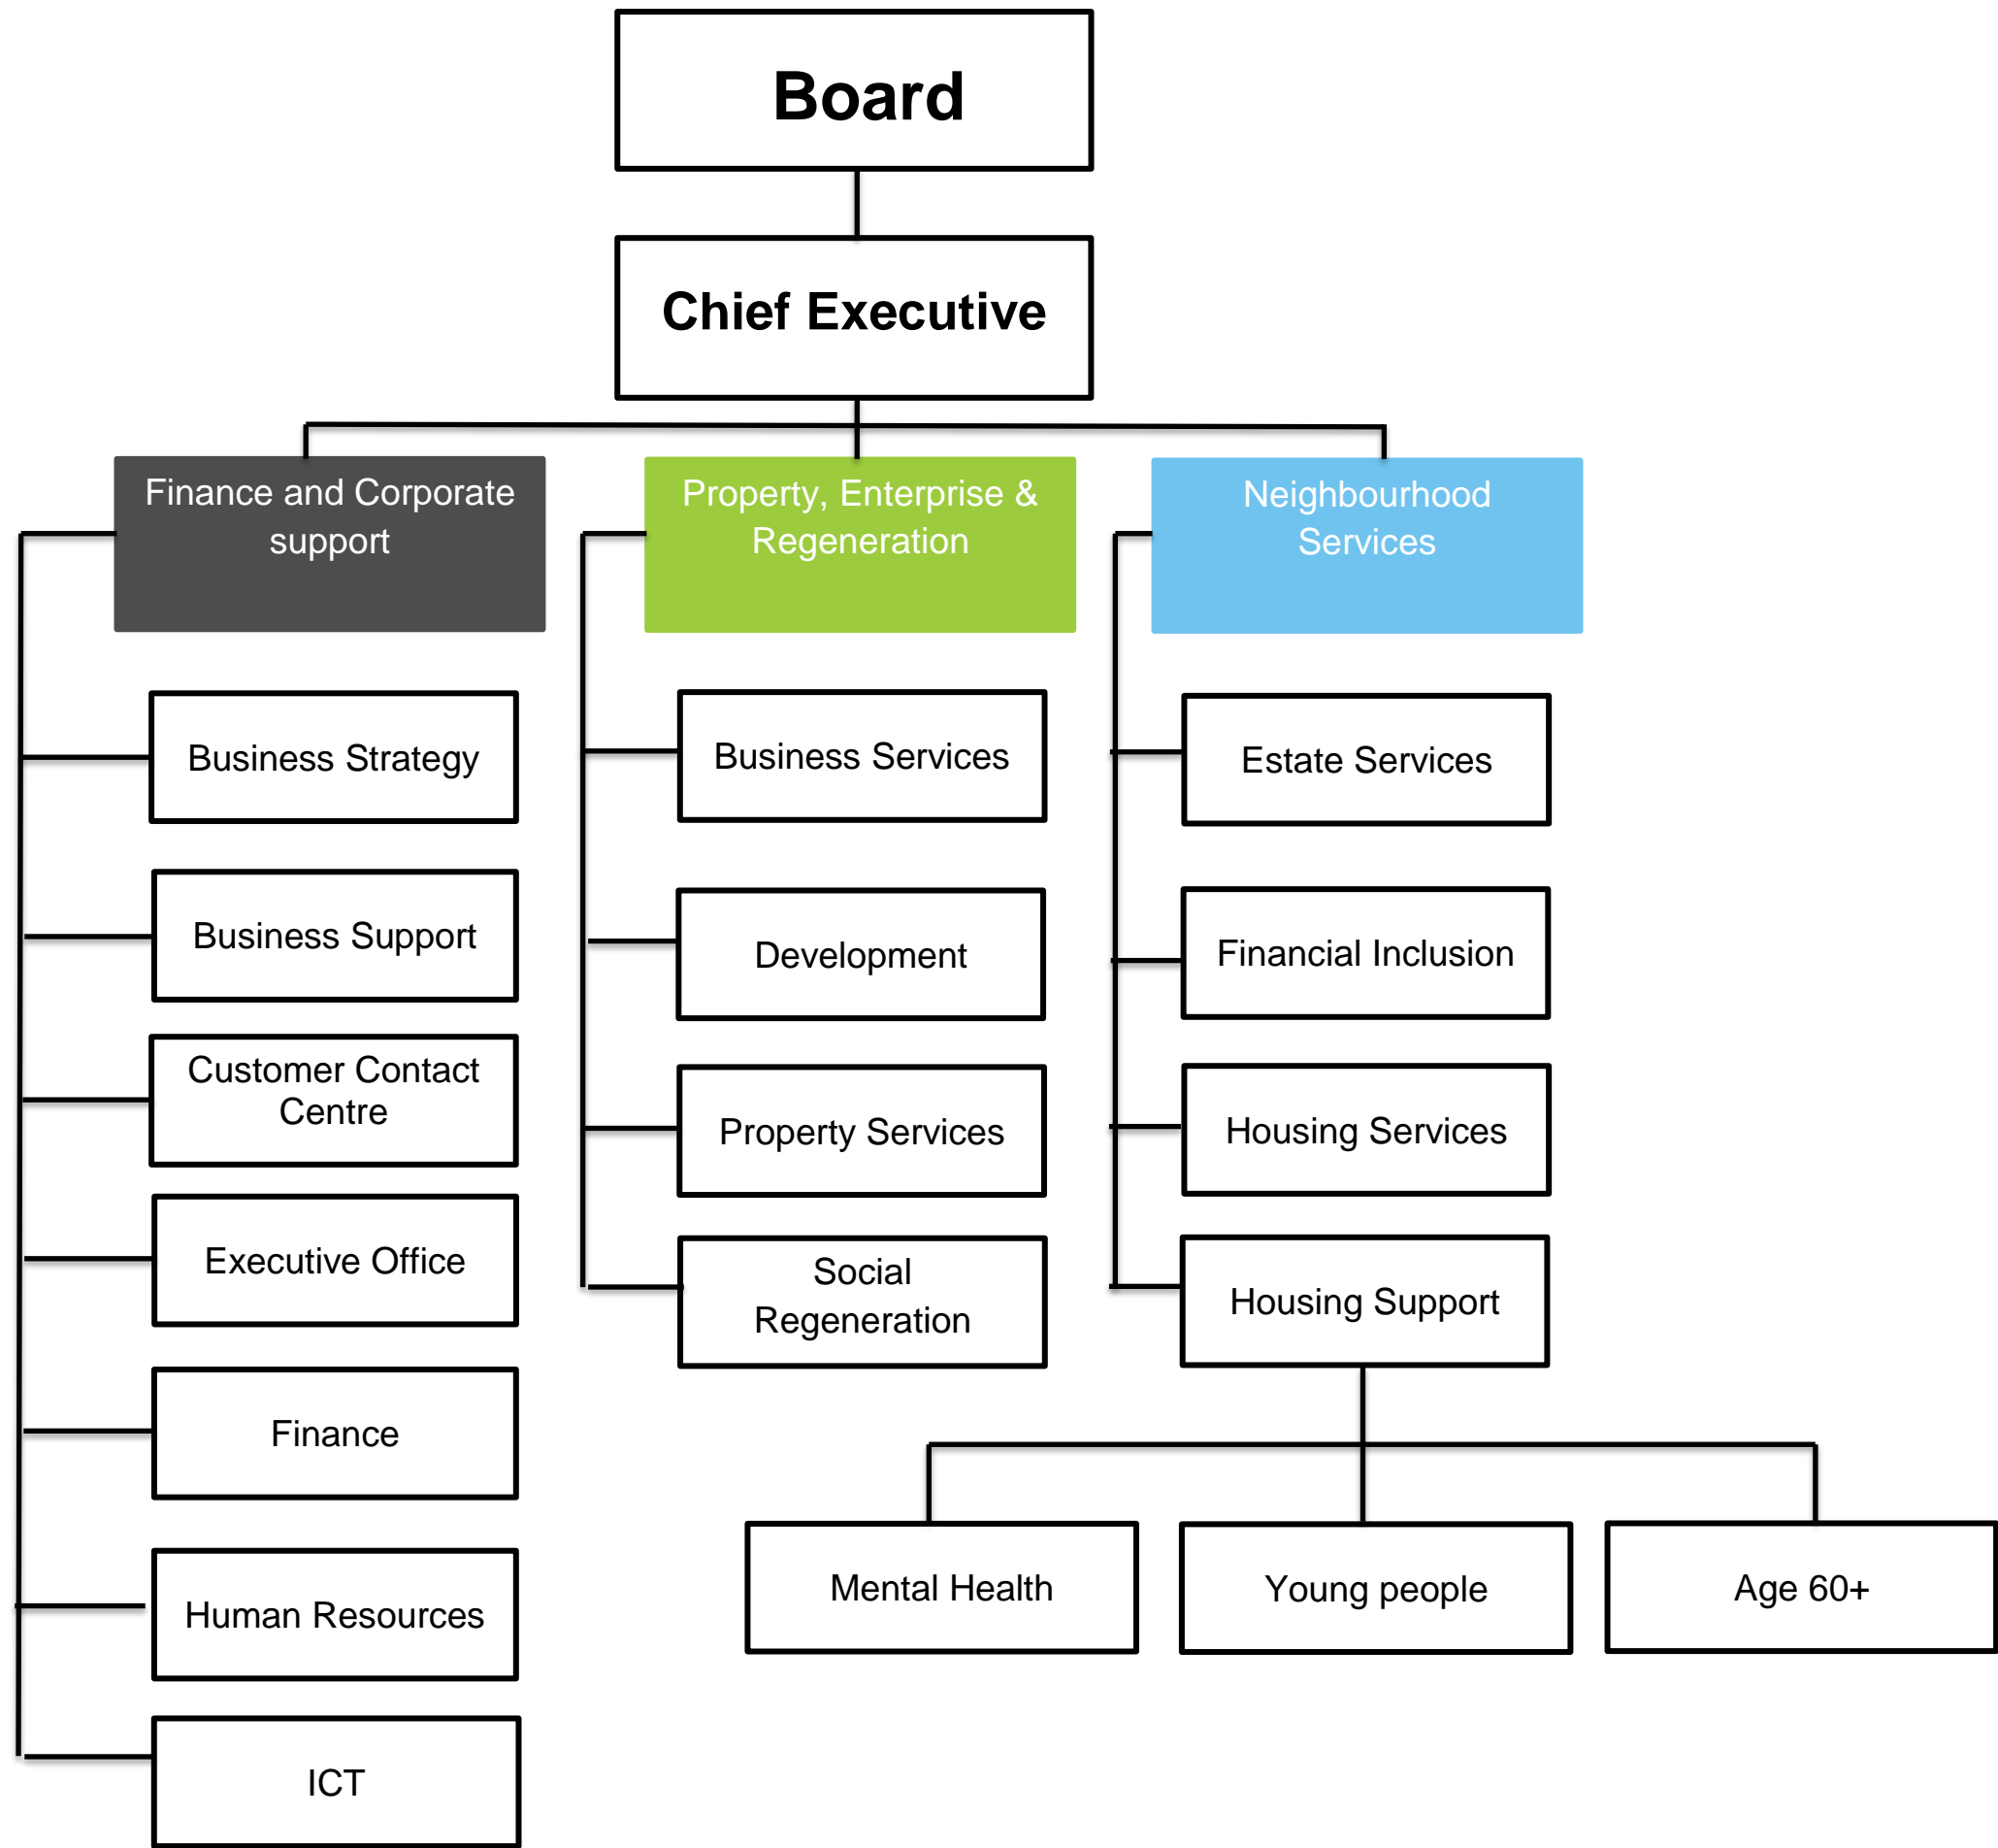 Board
Chief Executive
Finance and Corporate
support
Property, Enterprise &
Regeneration
Neighbourhood
Services
Business Strategy
Business Support
Customer Contact
Centre
Executive Office
Finance
Human Resources
ICT
Business Services
Development
Property Services
Social
Regeneration
Estate Services
Financial Inclusion
Housing Services
Housing Support
Mental Health
Young people
Age 60+